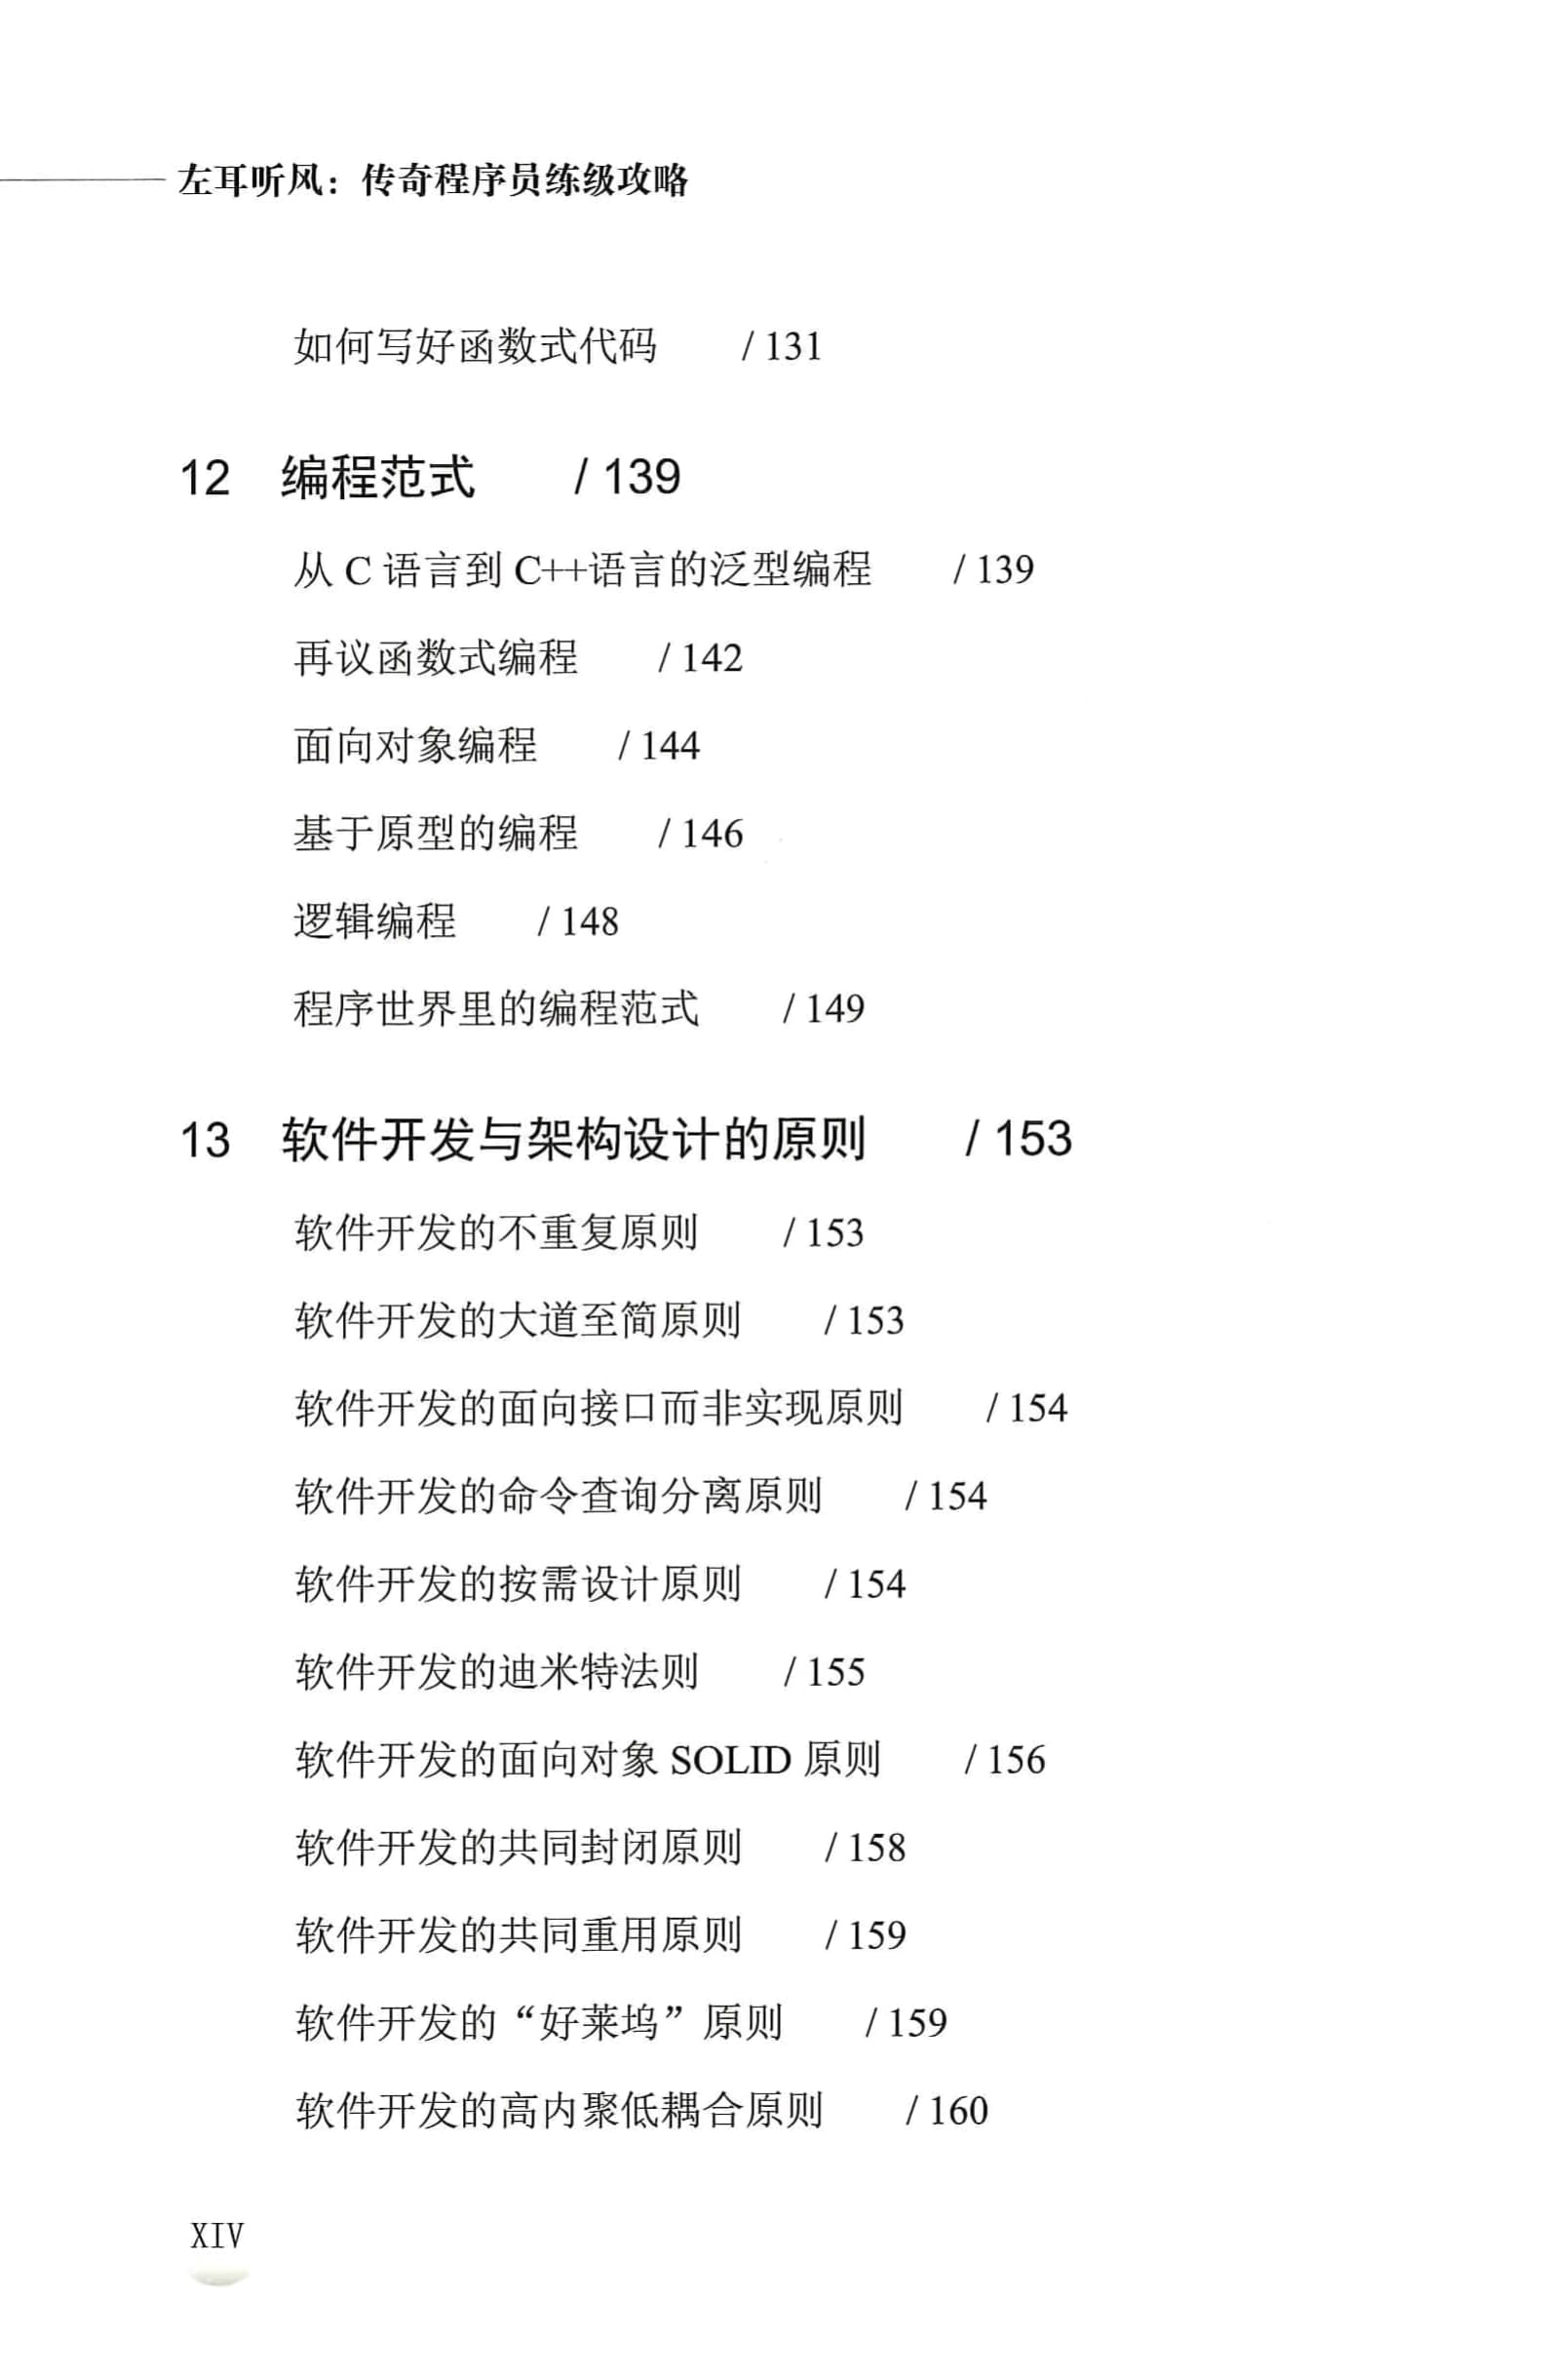 左耳听风：传奇程序员练级攻略
如何写好函数式代码 / 131
12 编程范式 / 139
从 C 语言到 C++语言的泛型编程 / 139
再议函数式编程 / 142
面向对象编程 / 144
基于原型的编程 / 146
逻辑编程 / 148
程序世界里的编程范式 / 149
13 软件开发与架构设计的原则 / 153
软件开发的不重复原则 / 153
软件开发的大道至简原则 / 153
软件开发的面向接口而非实现原则 / 154
软件开发的命令查询分离原则 / 154
软件开发的按需设计原则 / 154
软件开发的迪米特法则 / 155
软件开发的面向对象 SOLID 原则 / 156
软件开发的共同封闭原则 / 158
软件开发的共同重用原则 / 159
软件开发的“好莱坞”原则 / 159
软件开发的高内聚低耦合原则 / 160
XIV